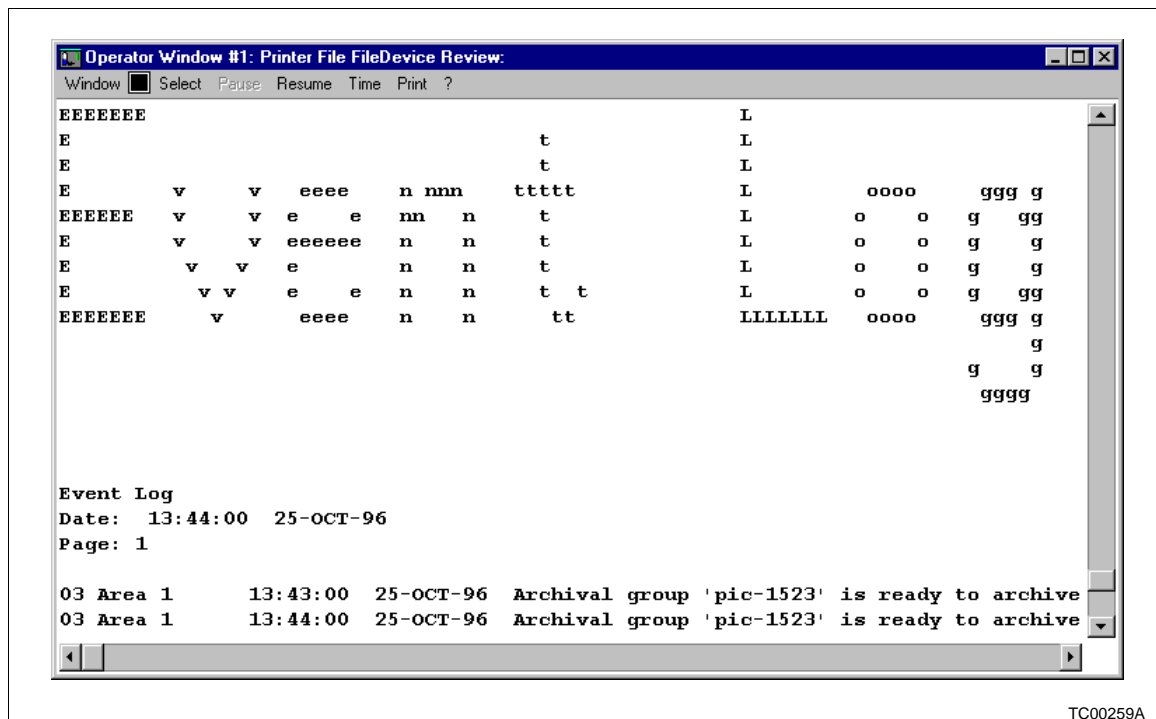 Operator Window #1: Printer File FileDevice Review:
Window Select Pause Resume Time Print ?
EEEEEEE                                                L
E                                      t               L
E                                      t               L
E        v     v   eeee    n nnn    ttttt             L         oooo     ggg g
EEEEEE   v     v  e    e   nn   n     t               L        o    o   g   gg
E        v     v  eeeeee   n    n     t               L        o    o   g    g
E         v   v   e        n    n     t               L        o    o   g    g
E          v v    e    e   n    n     t  t            L        o    o   g   gg
EEEEEEE     v      eeee    n    n      tt             LLLLLLL   oooo     ggg g
g
g    g
gggg
Event Log
Date:  13:44:00  25-OCT-96
Page: 1
03 Area 1      13:43:00  25-OCT-96  Archival group 'pic-1523' is ready to archive
03 Area 1      13:44:00  25-OCT-96  Archival group 'pic-1523' is ready to archive
TC00259A